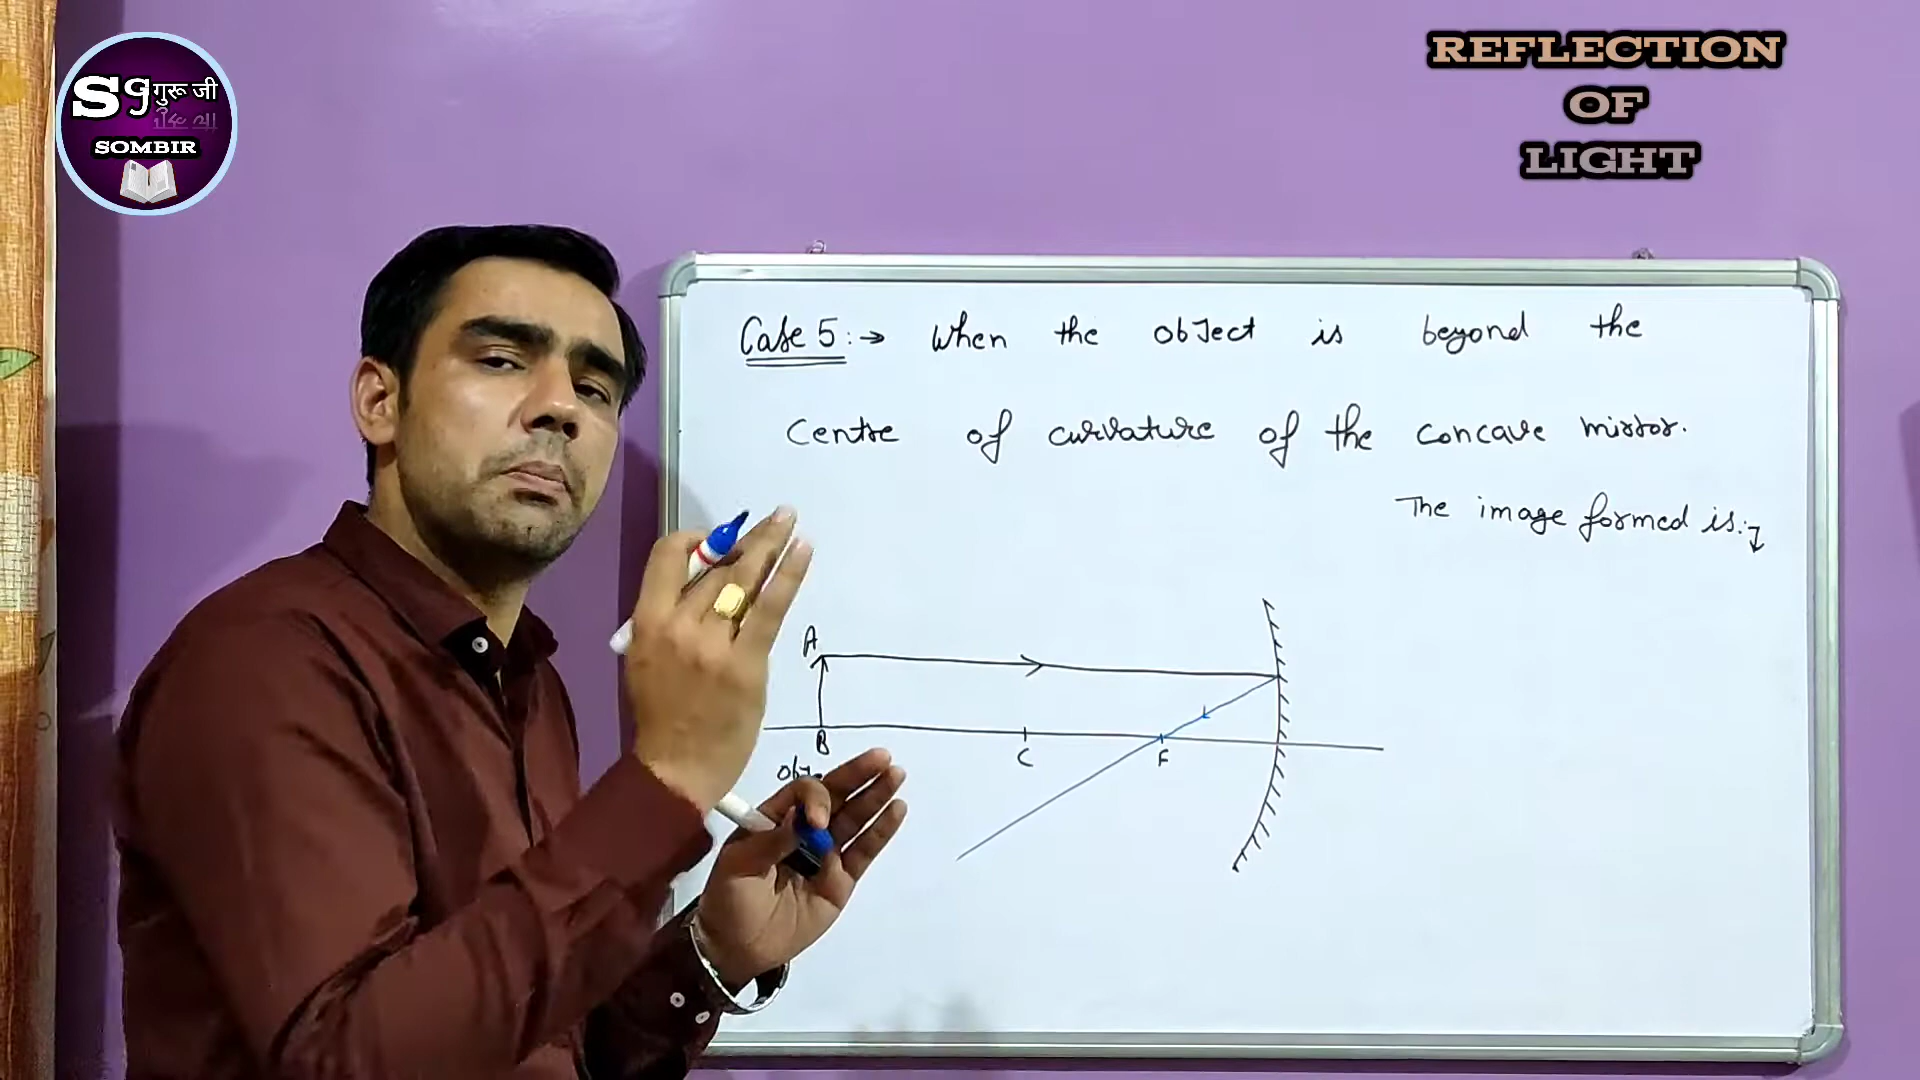 Sg गुरू जी
SOMBIR
REFLECTION
OF
LIGHT
Case 5:→ When the object is beyond the
Centre of curvature of the concave mirror.
The image formed is:↴
A
B
C
F